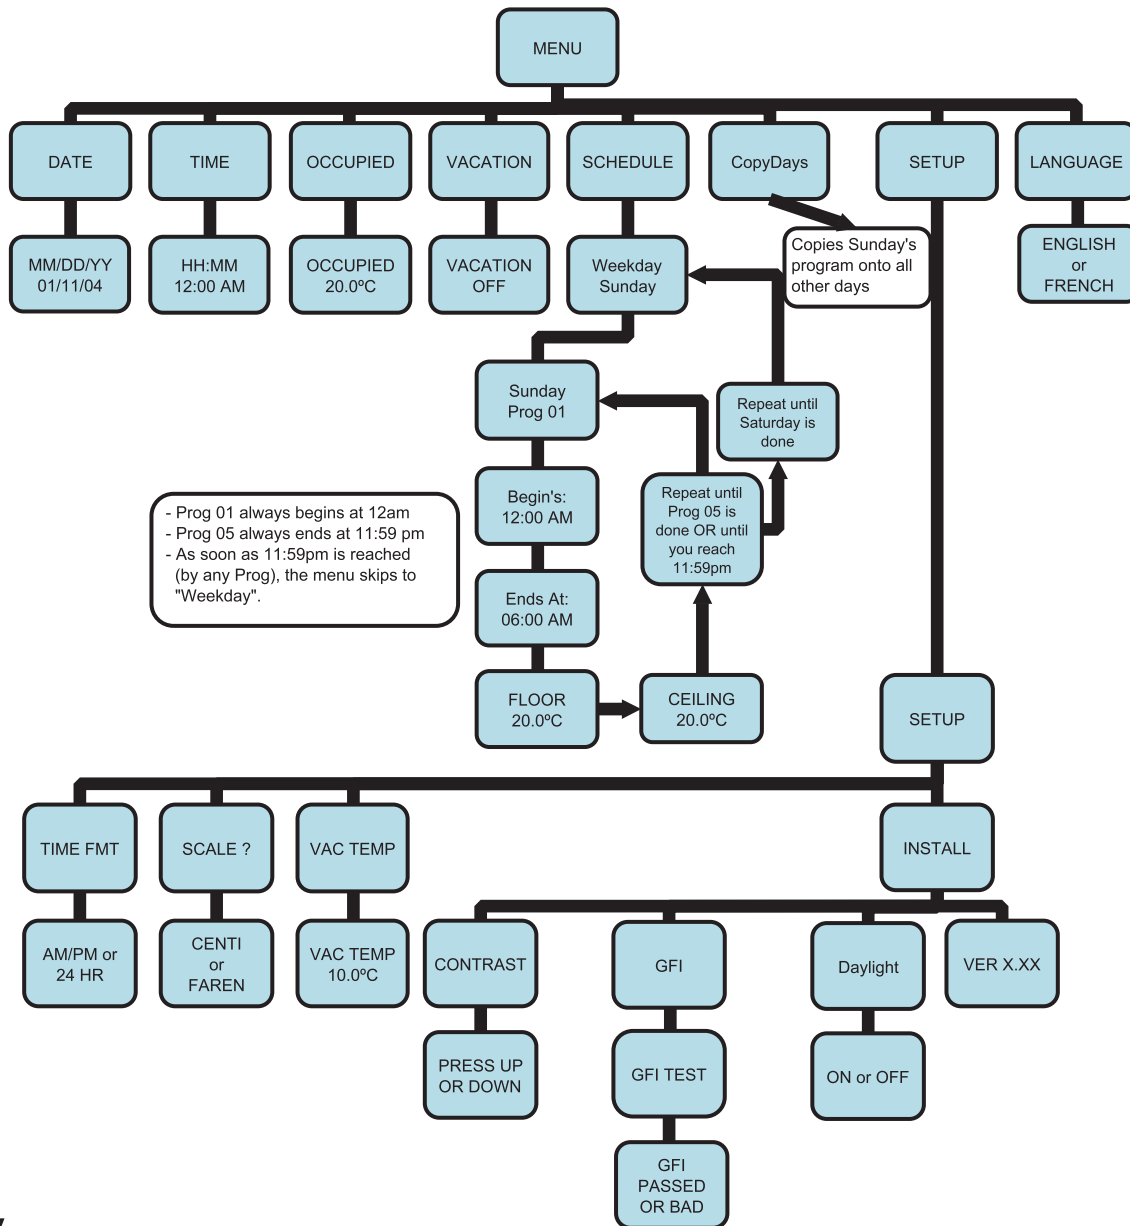 MENU
DATE
TIME
OCCUPIED
VACATION
SCHEDULE
CopyDays
SETUP
LANGUAGE
MM/DD/YY
01/11/04
HH:MM
12:00 AM
OCCUPIED
20.0ºC
VACATION
OFF
Weekday
Sunday
Copies Sunday's
program onto all
other days
ENGLISH
or
FRENCH
Sunday
Prog 01
Repeat until
Saturday is
done
Begin's:
12:00 AM
Repeat until
Prog 05 is
done OR until
you reach
11:59pm
- Prog 01 always begins at 12am
- Prog 05 always ends at 11:59 pm
- As soon as 11:59pm is reached
(by any Prog), the menu skips to
"Weekday".
Ends At:
06:00 AM
FLOOR
20.0ºC
CEILING
20.0ºC
SETUP
TIME FMT
SCALE ?
VAC TEMP
INSTALL
AM/PM or
24 HR
CENTI
or
FAREN
VAC TEMP
10.0ºC
CONTRAST
GFI
Daylight
VER X.XX
PRESS UP
OR DOWN
GFI TEST
ON or OFF
GFI
PASSED
OR BAD